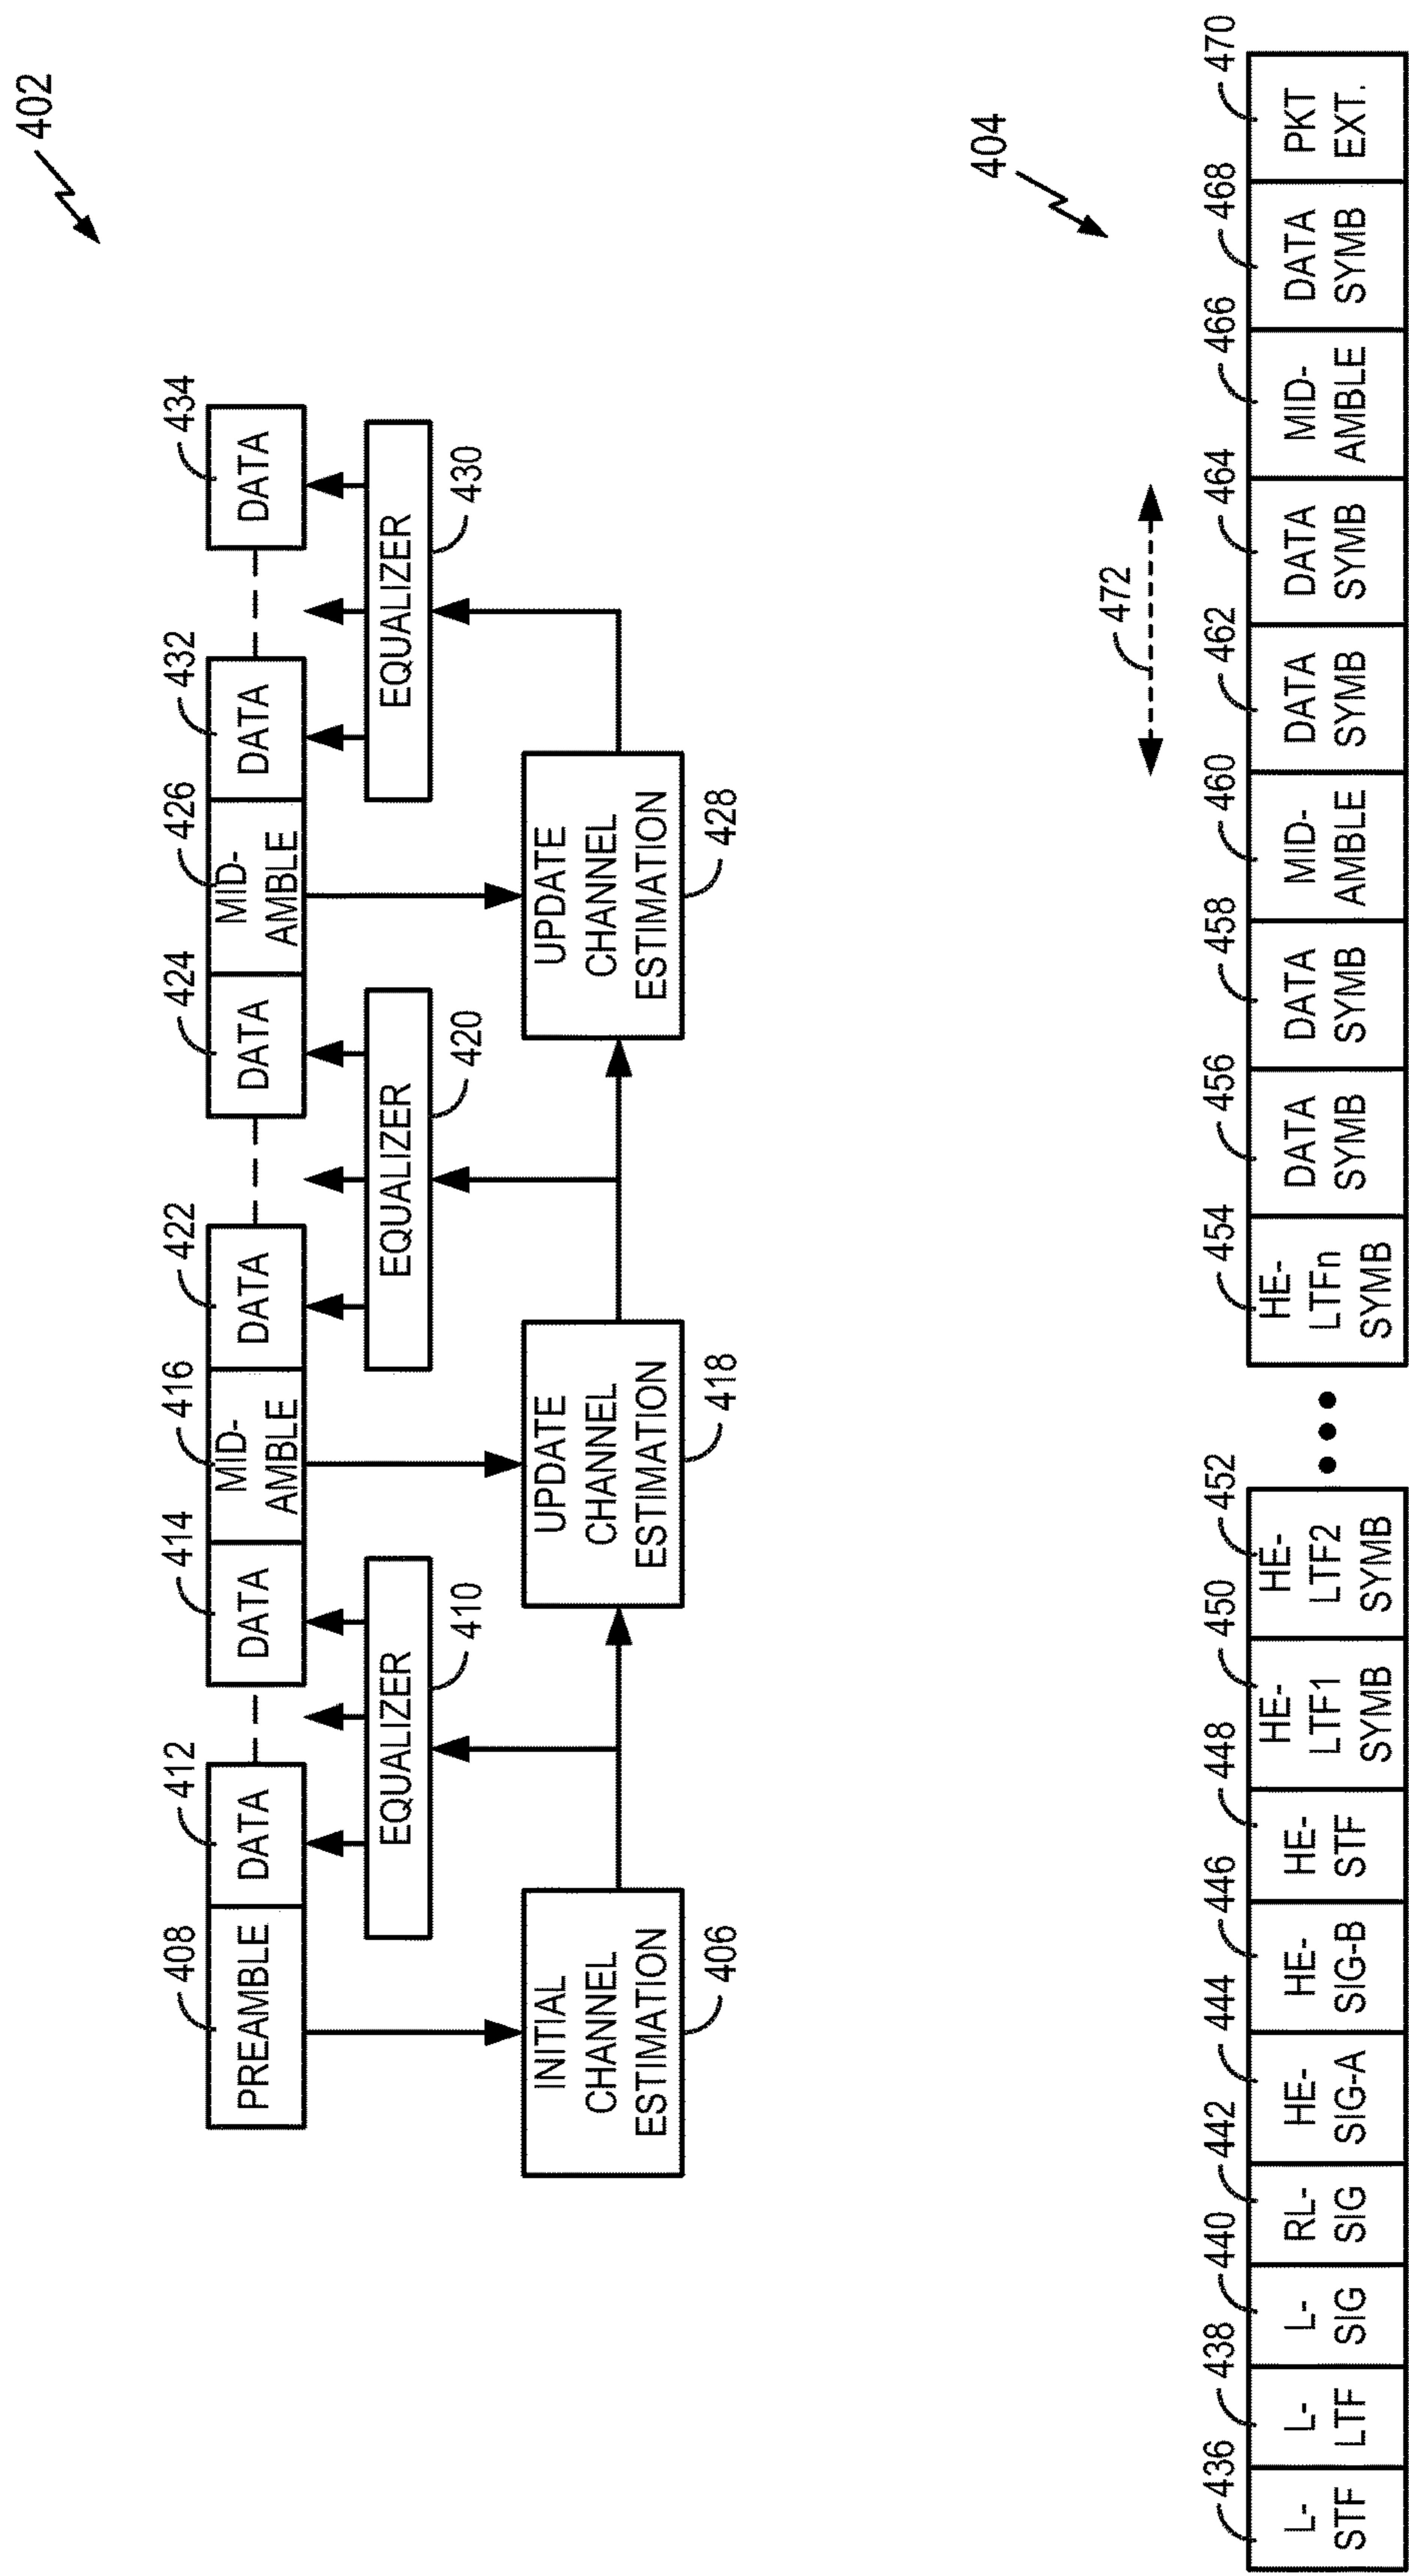 402
408
412
414
416
422
424
426
432
434
PREAMBLE
DATA
DATA
MID-
AMBLE
DATA
DATA
MID-
AMBLE
DATA
DATA
EQUALIZER
410
EQUALIZER
420
EQUALIZER
430
INITIAL
CHANNEL
ESTIMATION
406
UPDATE
CHANNEL
ESTIMATION
418
UPDATE
CHANNEL
ESTIMATION
428
404
472
436
438
440
442
444
446
448
450
452
454
456
458
460
462
464
466
468
470
L-
STF
L-
LTF
L-
SIG
RL-
SIG
HE-
SIG-A
HE-
SIG-B
HE-
STF
HE-
LTF1
SYMB
HE-
LTF2
SYMB
HE-
LTFn
SYMB
DATA
SYMB
DATA
SYMB
MID-
AMBLE
DATA
SYMB
DATA
SYMB
MID-
AMBLE
DATA
SYMB
PKT
EXT.